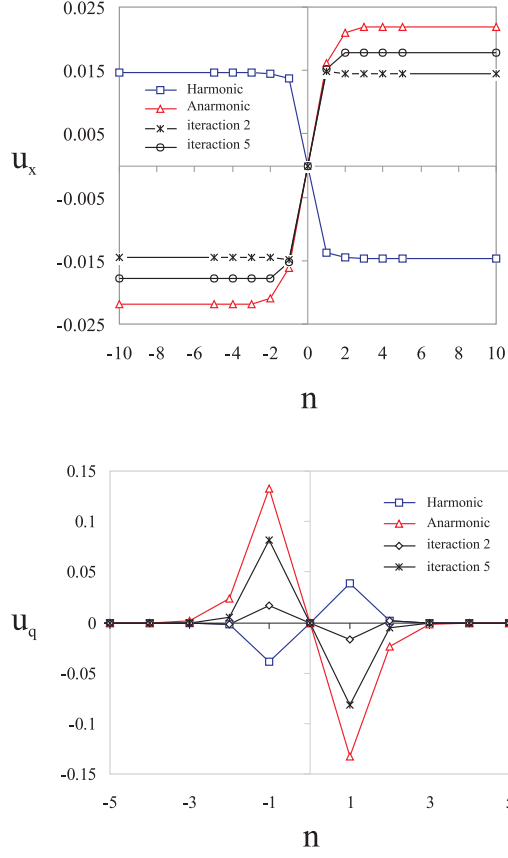 0.025
0.015
0.005
-0.005
-0.015
-0.025
u_x
Harmonic
Anarmonic
iteraction 2
iteraction 5
-10 -8 -6 -4 -2 0 2 4 6 8 10
n
0.15
0.1
0.05
0
-0.05
-0.1
-0.15
u_q
Harmonic
Anarmonic
iteraction 2
iteraction 5
-5 -3 -1 1 3 5
n